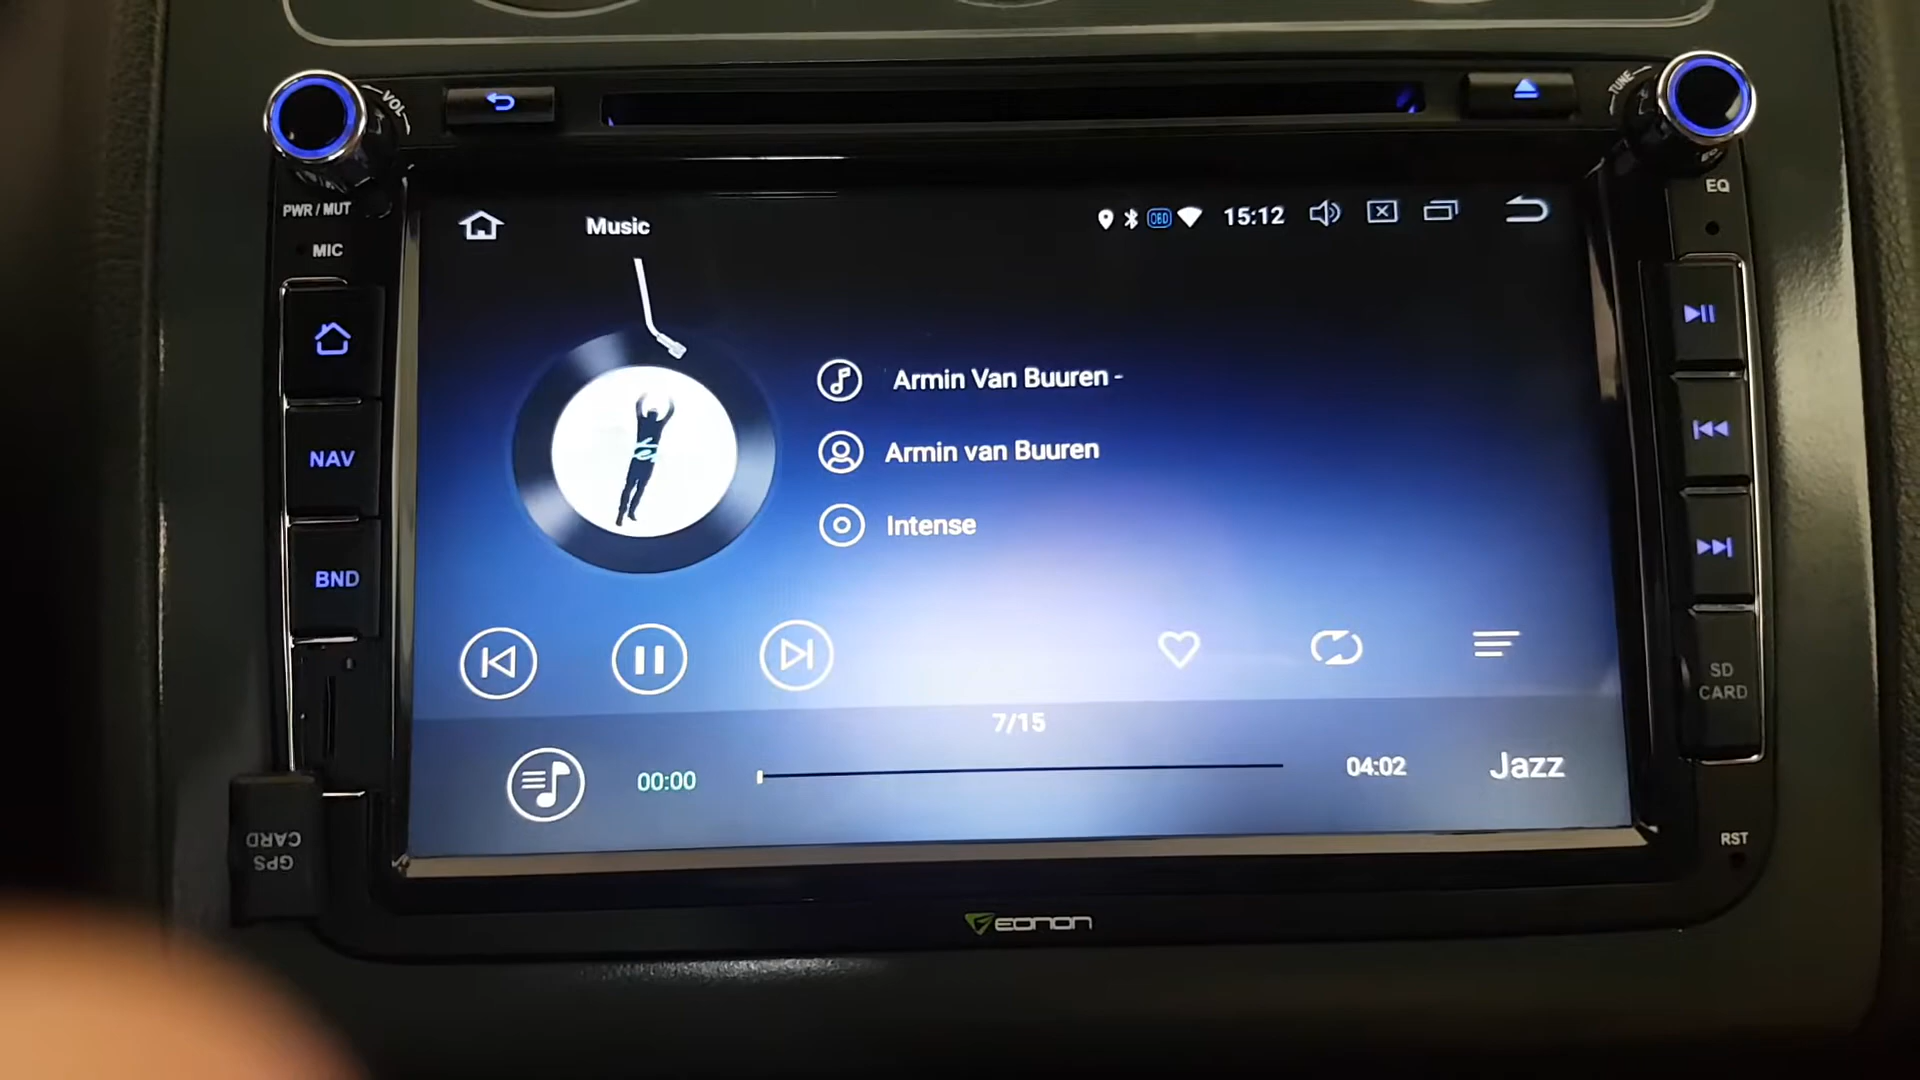 VOL
TUNE
PWR / MUT
EQ
MIC
Music
OBD
15:12
Armin Van Buuren -
Armin van Buuren
Intense
NAV
BND
7/15
00:00
04:02
Jazz
SD
CARD
GPS
CARD
RST
EONON